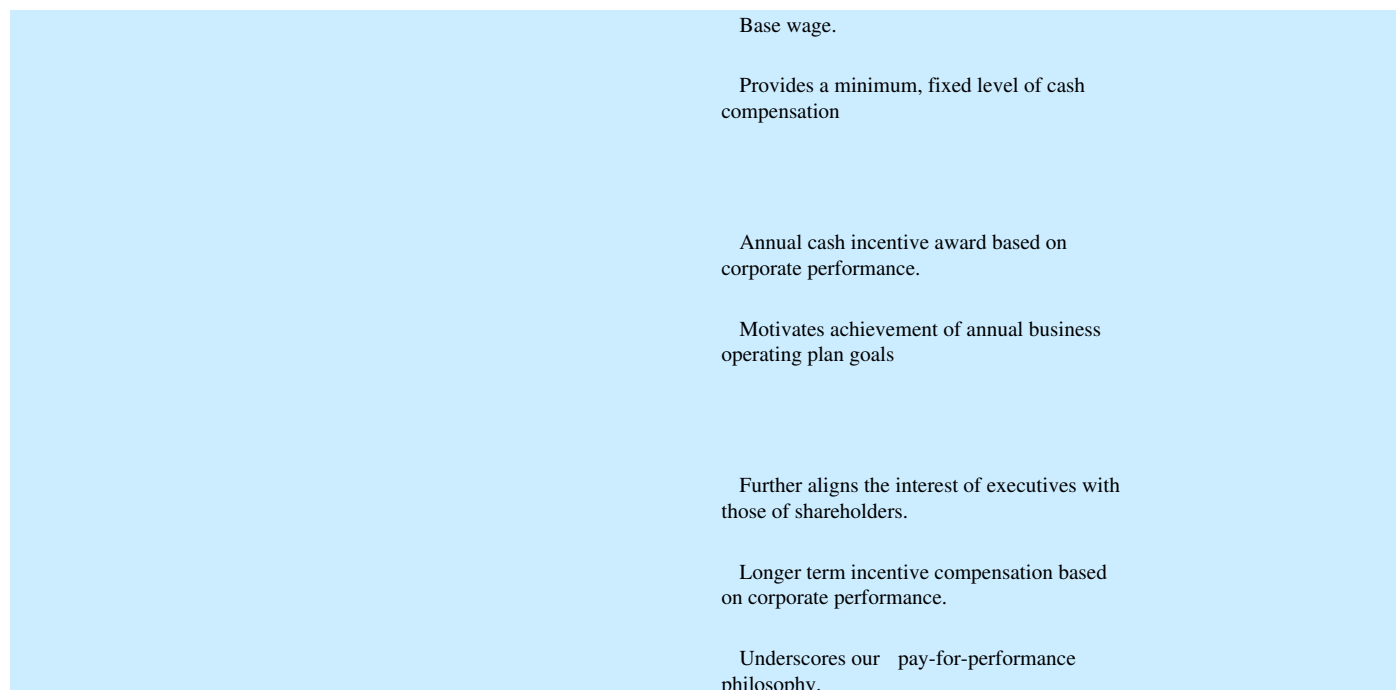 Base wage.
Provides a minimum, fixed level of cash
compensation
Annual cash incentive award based on
corporate performance.
Motivates achievement of annual business
operating plan goals
Further aligns the interest of executives with
those of shareholders.
Longer term incentive compensation based
on corporate performance.
Underscores our pay-for-performance
philosophy.